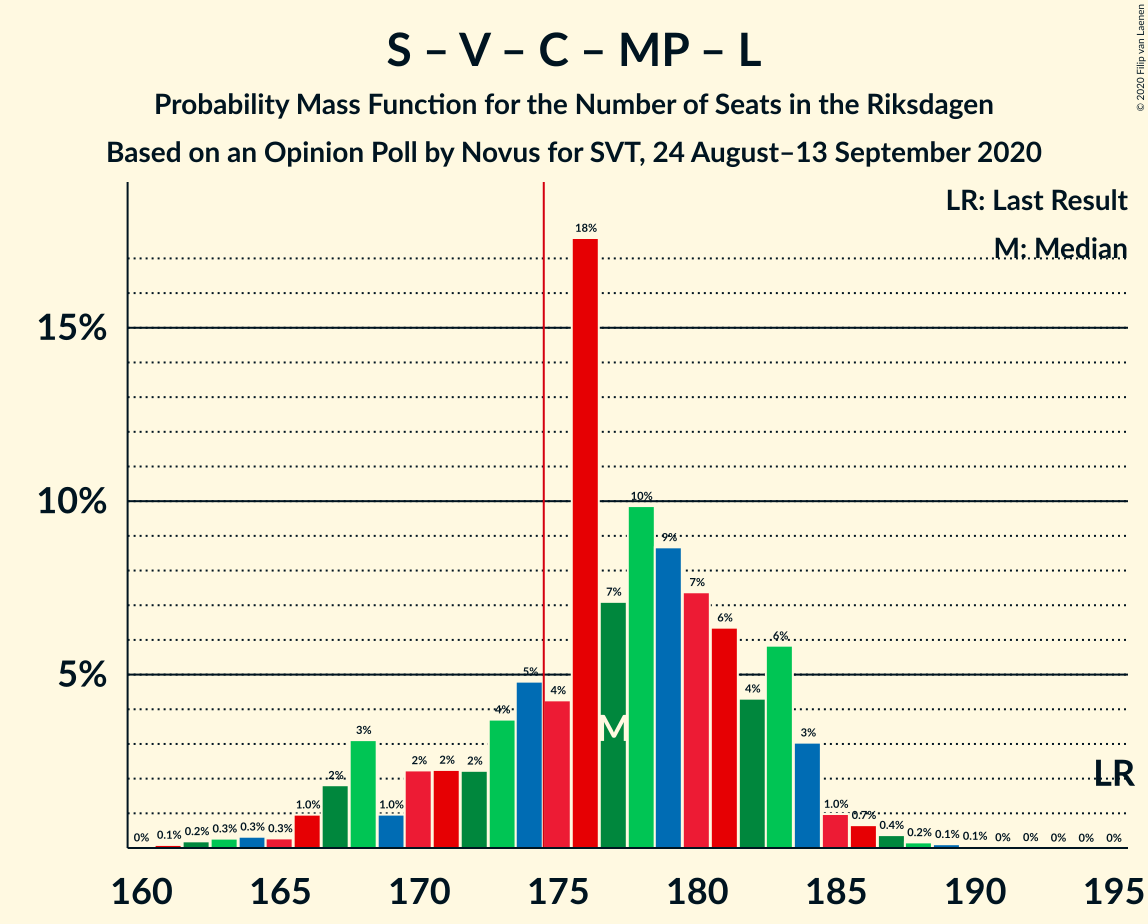 S – V – C – MP – L
Probability Mass Function for the Number of Seats in the Riksdagen
Based on an Opinion Poll by Novus for SVT, 24 August–13 September 2020
© 2020 Filip van Laenen
LR: Last Result
M: Median
15%
10%
5%
0% 0.1% 0.2% 0.3% 0.3% 0.3% 1.0% 2% 3% 1.0% 2% 2% 2% 4% 5% 4% 18% 7% 10% 9% 7% 6% 4% 6% 3% 1.0% 0.7% 0.4% 0.2% 0.1% 0.1% 0% 0% 0% 0% 0%
M
LR
160 165 170 175 180 185 190 195